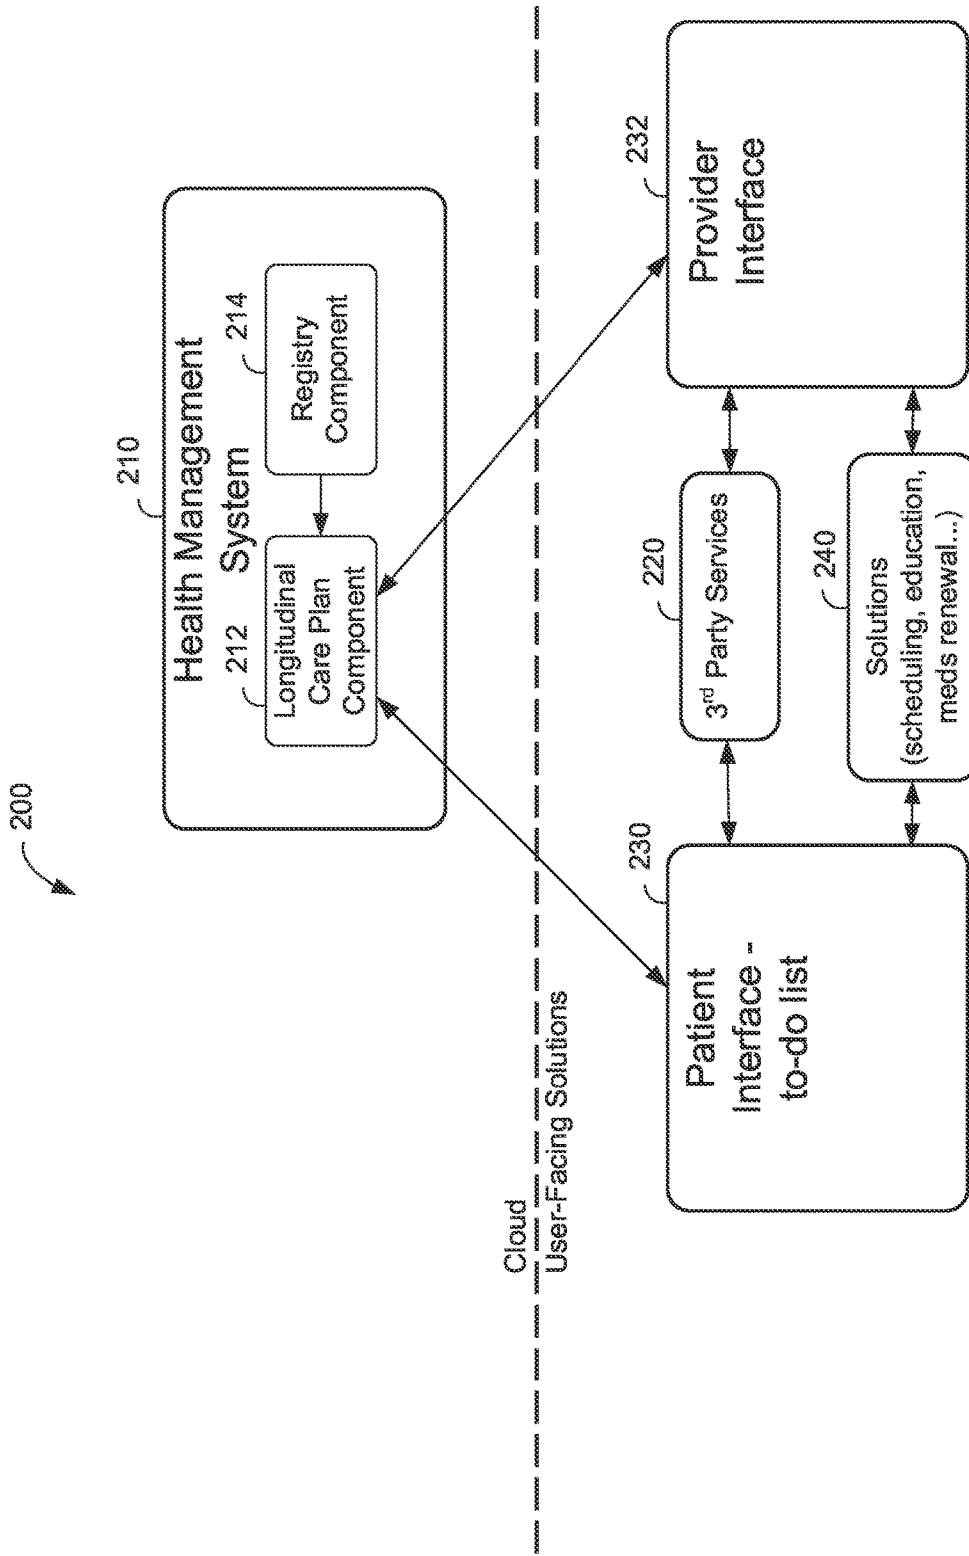 200
210
Health Management
System
212
214
Longitudinal
Care Plan
Component
Registry
Component
Cloud
User-Facing Solutions
230
Patient
Interface -
to-do list
220
3rd Party Services
240
Solutions
(scheduling, education,
meds renewal...)
232
Provider
Interface